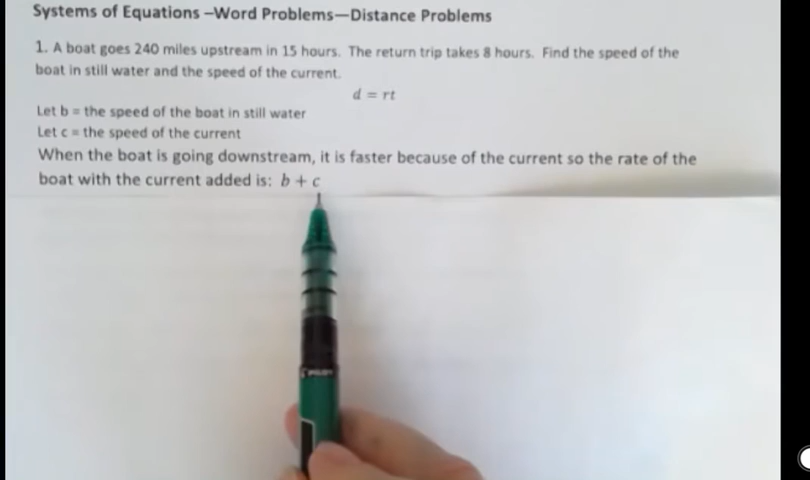 Systems of Equations –Word Problems—Distance Problems
1. A boat goes 240 miles upstream in 15 hours. The return trip takes 8 hours. Find the speed of the
boat in still water and the speed of the current.
d = rt
Let b = the speed of the boat in still water
Let c = the speed of the current
When the boat is going downstream, it is faster because of the current so the rate of the
boat with the current added is: b + c
PILOT